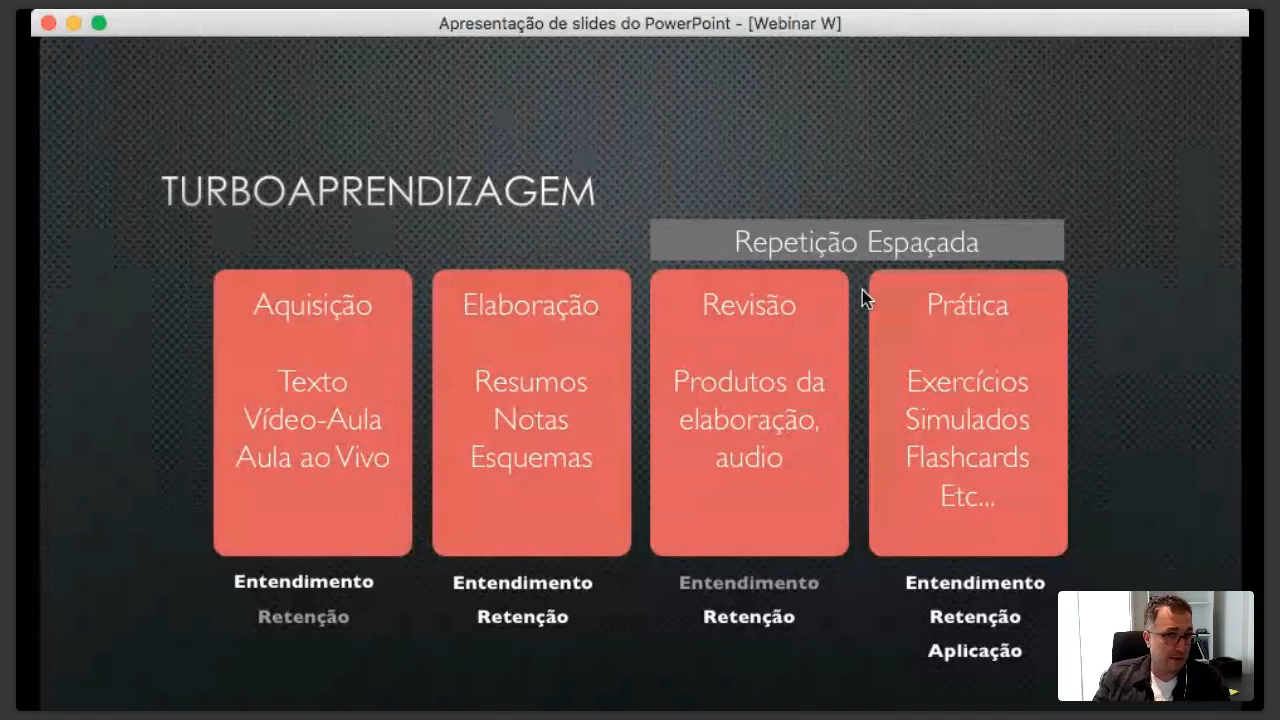 Apresentação de slides do PowerPoint - [Webinar W]
TURBOAPRENDIZAGEM
Repetição Espaçada
Aquisição
Texto
Vídeo-Aula
Aula ao Vivo
Entendimento
Retenção
Elaboração
Resumos
Notas
Esquemas
Entendimento
Retenção
Revisão
Produtos da
elaboração,
audio
Entendimento
Retenção
Prática
Exercícios
Simulados
Flashcards
Etc...
Entendimento
Retenção
Aplicação